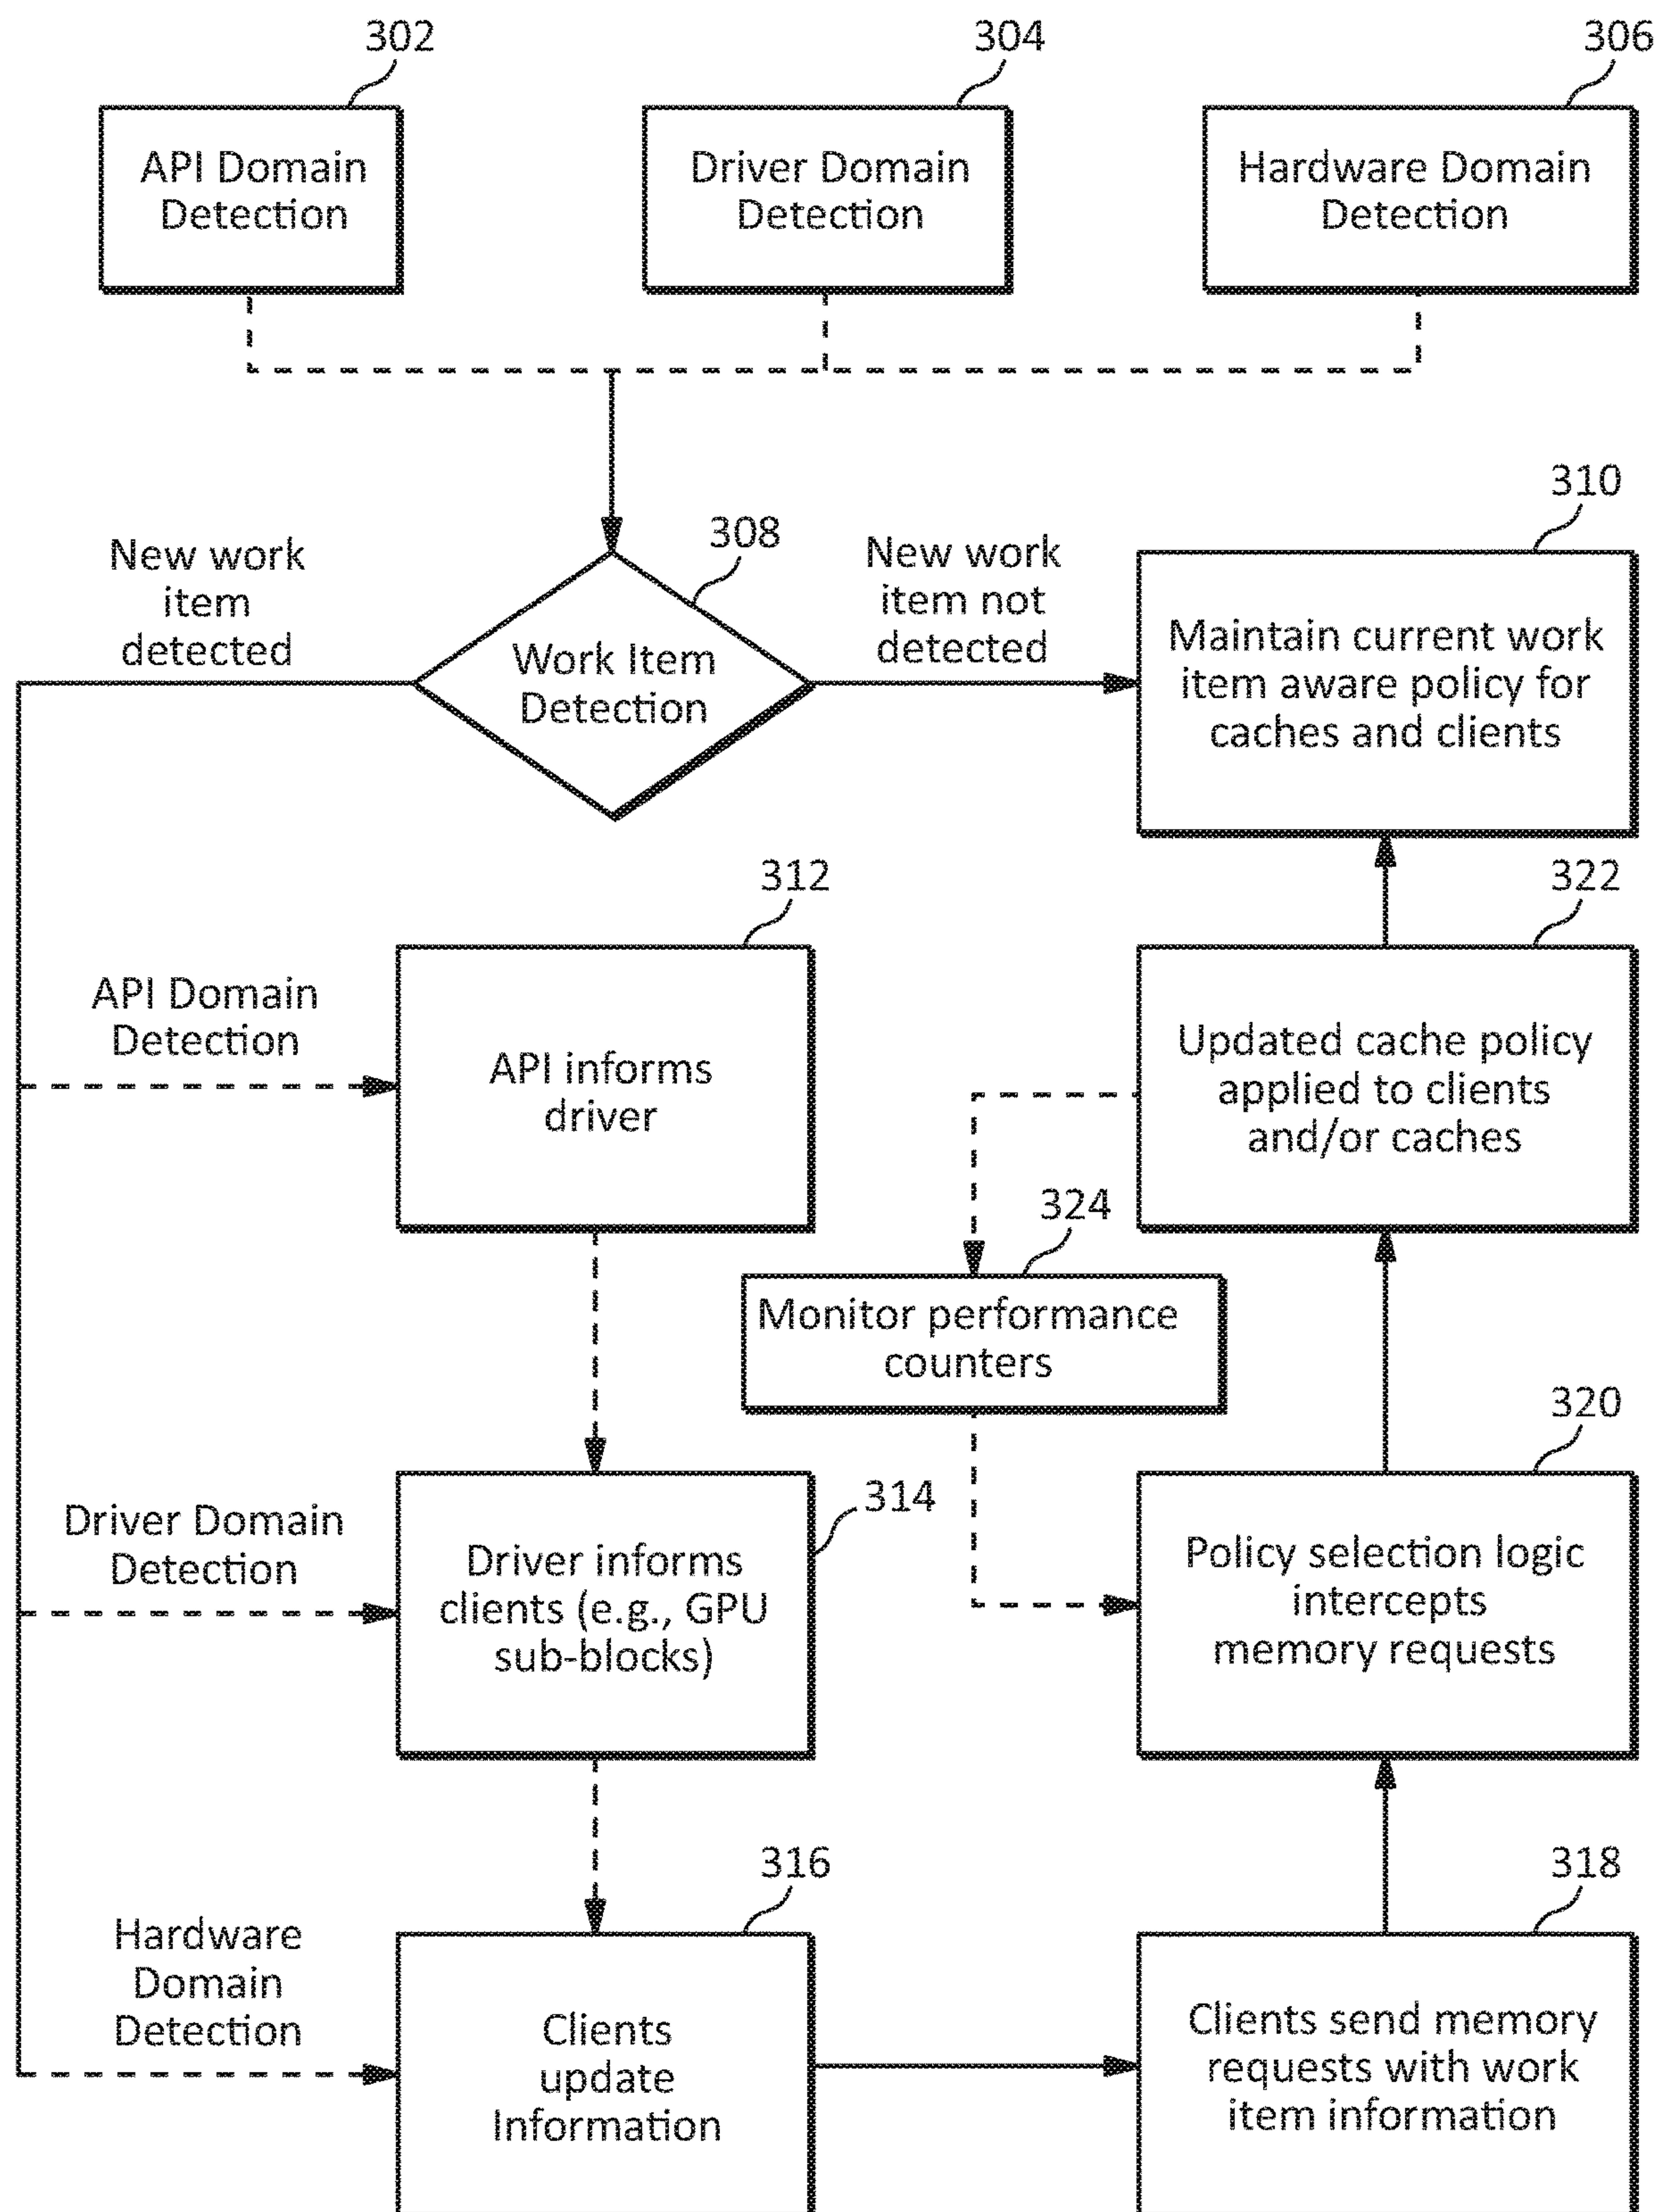 302
304
306
API Domain
Detection
Driver Domain
Detection
Hardware Domain
Detection
308
310
New work
item
detected
Work Item
Detection
New work
item not
detected
Maintain current work
item aware policy for
caches and clients
312
322
API Domain
Detection
API informs
driver
Updated cache policy
applied to clients
and/or caches
324
Monitor performance
counters
320
314
Driver Domain
Detection
Driver informs
clients (e.g., GPU
sub-blocks)
Policy selection logic
intercepts
memory requests
316
318
Hardware
Domain
Detection
Clients
update
Information
Clients send memory
requests with work
item information